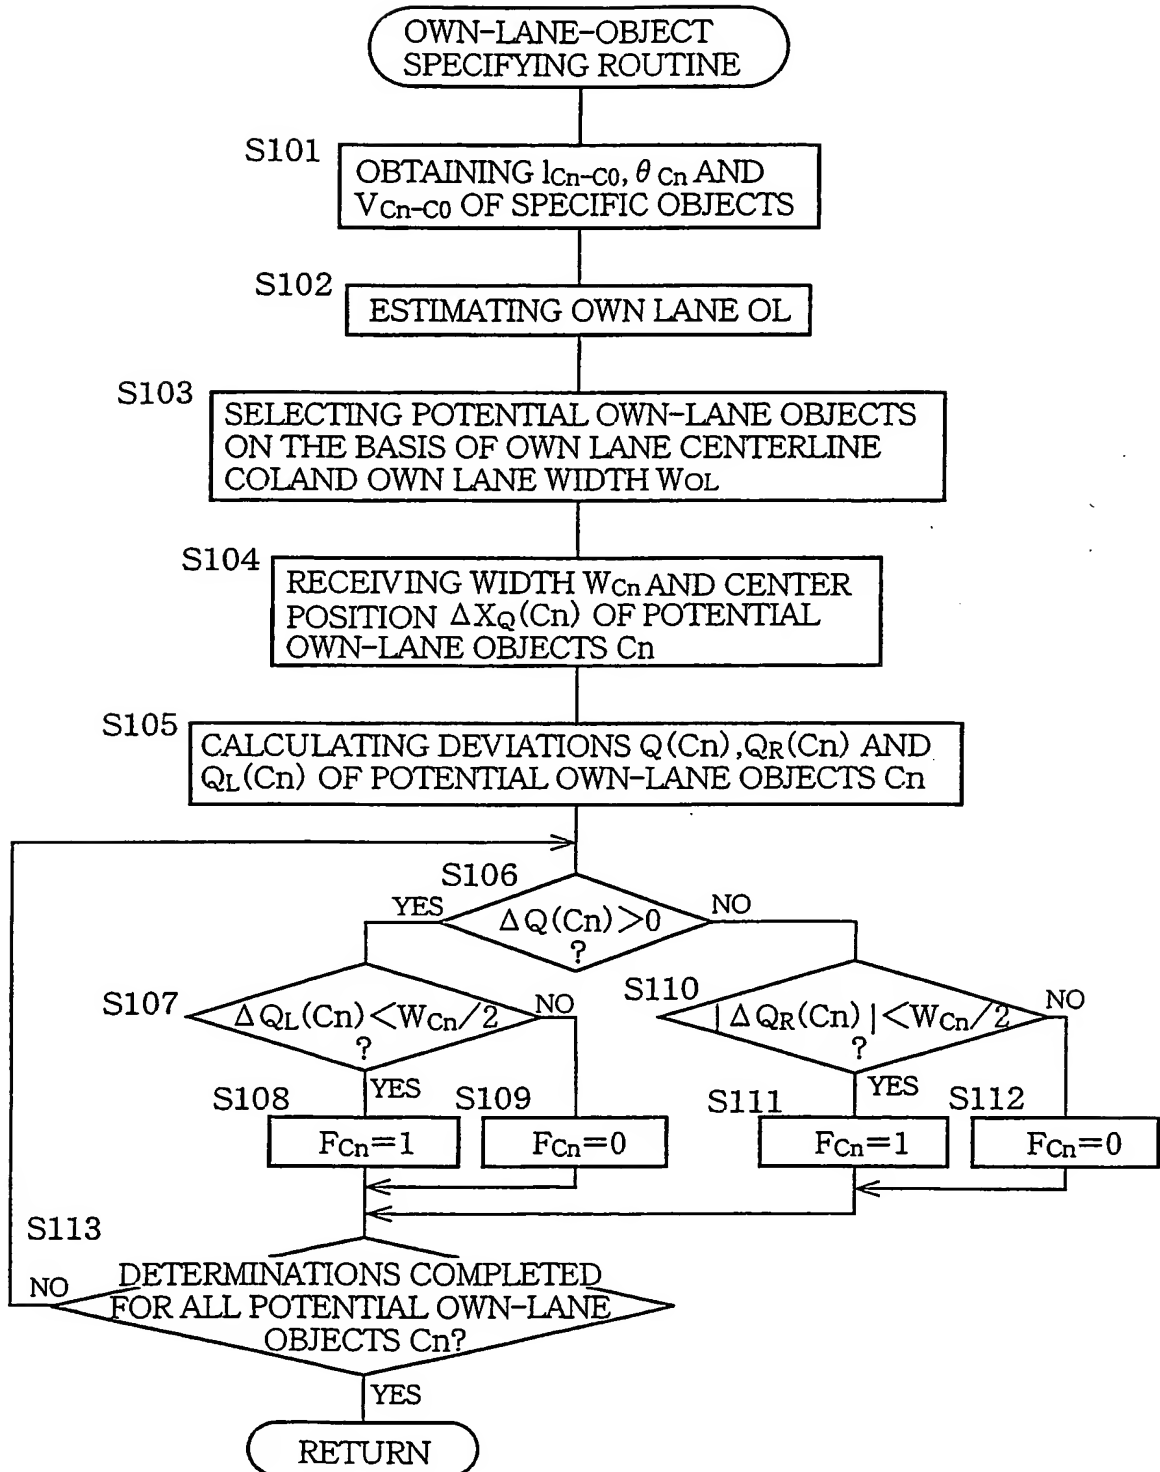 OWN-LANE-OBJECT
SPECIFYING ROUTINE
S101
OBTAINING lCn-C0, θCn AND
VCn-C0 OF SPECIFIC OBJECTS
S102
ESTIMATING OWN LANE OL
S103
SELECTING POTENTIAL OWN-LANE OBJECTS
ON THE BASIS OF OWN LANE CENTERLINE
COLAND OWN LANE WIDTH WOL
S104
RECEIVING WIDTH WCn AND CENTER
POSITION ΔXQ(Cn) OF POTENTIAL
OWN-LANE OBJECTS Cn
S105
CALCULATING DEVIATIONS Q(Cn),QR(Cn) AND
QL(Cn) OF POTENTIAL OWN-LANE OBJECTS Cn
S106
YES
ΔQ(Cn)>0
?
NO
S107
ΔQL(Cn)<WCn/2
?
NO
YES
S110
|ΔQR(Cn)|<WCn/2
?
NO
YES
S108
FCn=1
S109
FCn=0
S111
FCn=1
S112
FCn=0
S113
NO
DETERMINATIONS COMPLETED
FOR ALL POTENTIAL OWN-LANE
OBJECTS Cn?
YES
RETURN